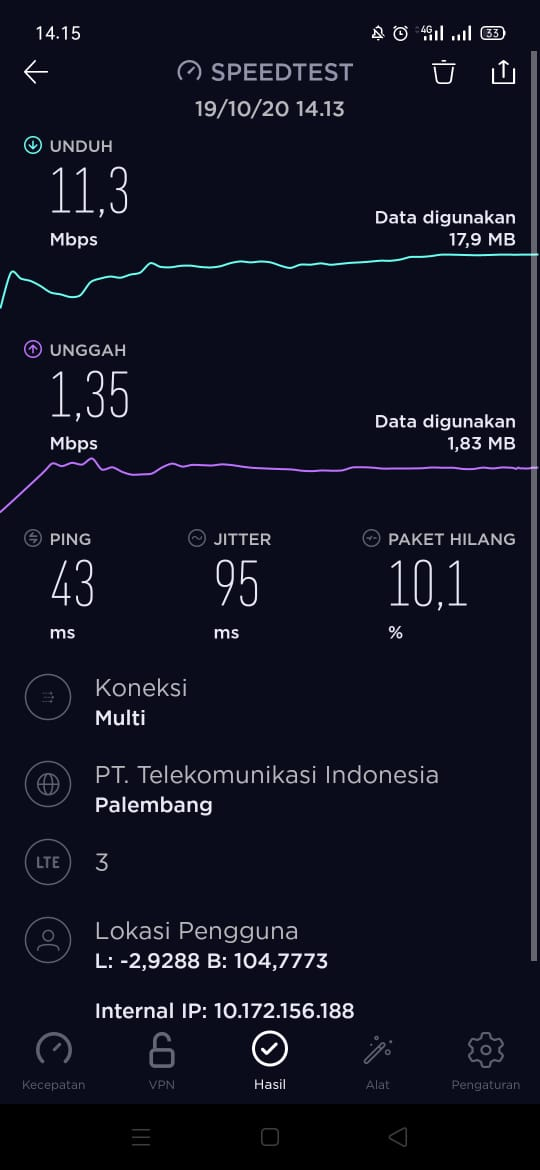 14.15
4G
33
SPEEDTEST
19/10/20 14.13
UNDUH
11,3
Mbps
Data digunakan
17,9 MB
UNGGAH
1,35
Mbps
Data digunakan
1,83 MB
PING
JITTER
PAKET HILANG
43
95
10,1
ms
ms
%
Koneksi
Multi
PT. Telekomunikasi Indonesia
Palembang
LTE
3
Lokasi Pengguna
L: -2,9288 B: 104,7773
Internal IP: 10.172.156.188
Kecepatan
VPN
Hasil
Alat
Pengaturan